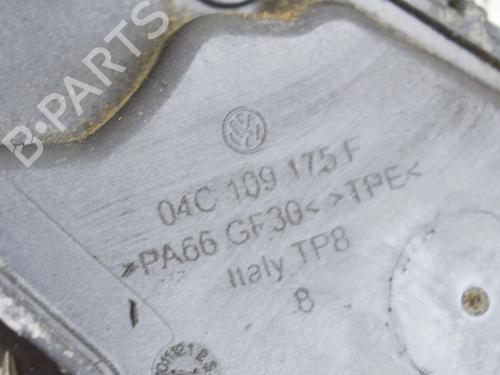 B-PARTS
04C 109 175 F
>PA66 GF30< >TPE<
Italy TP8
8